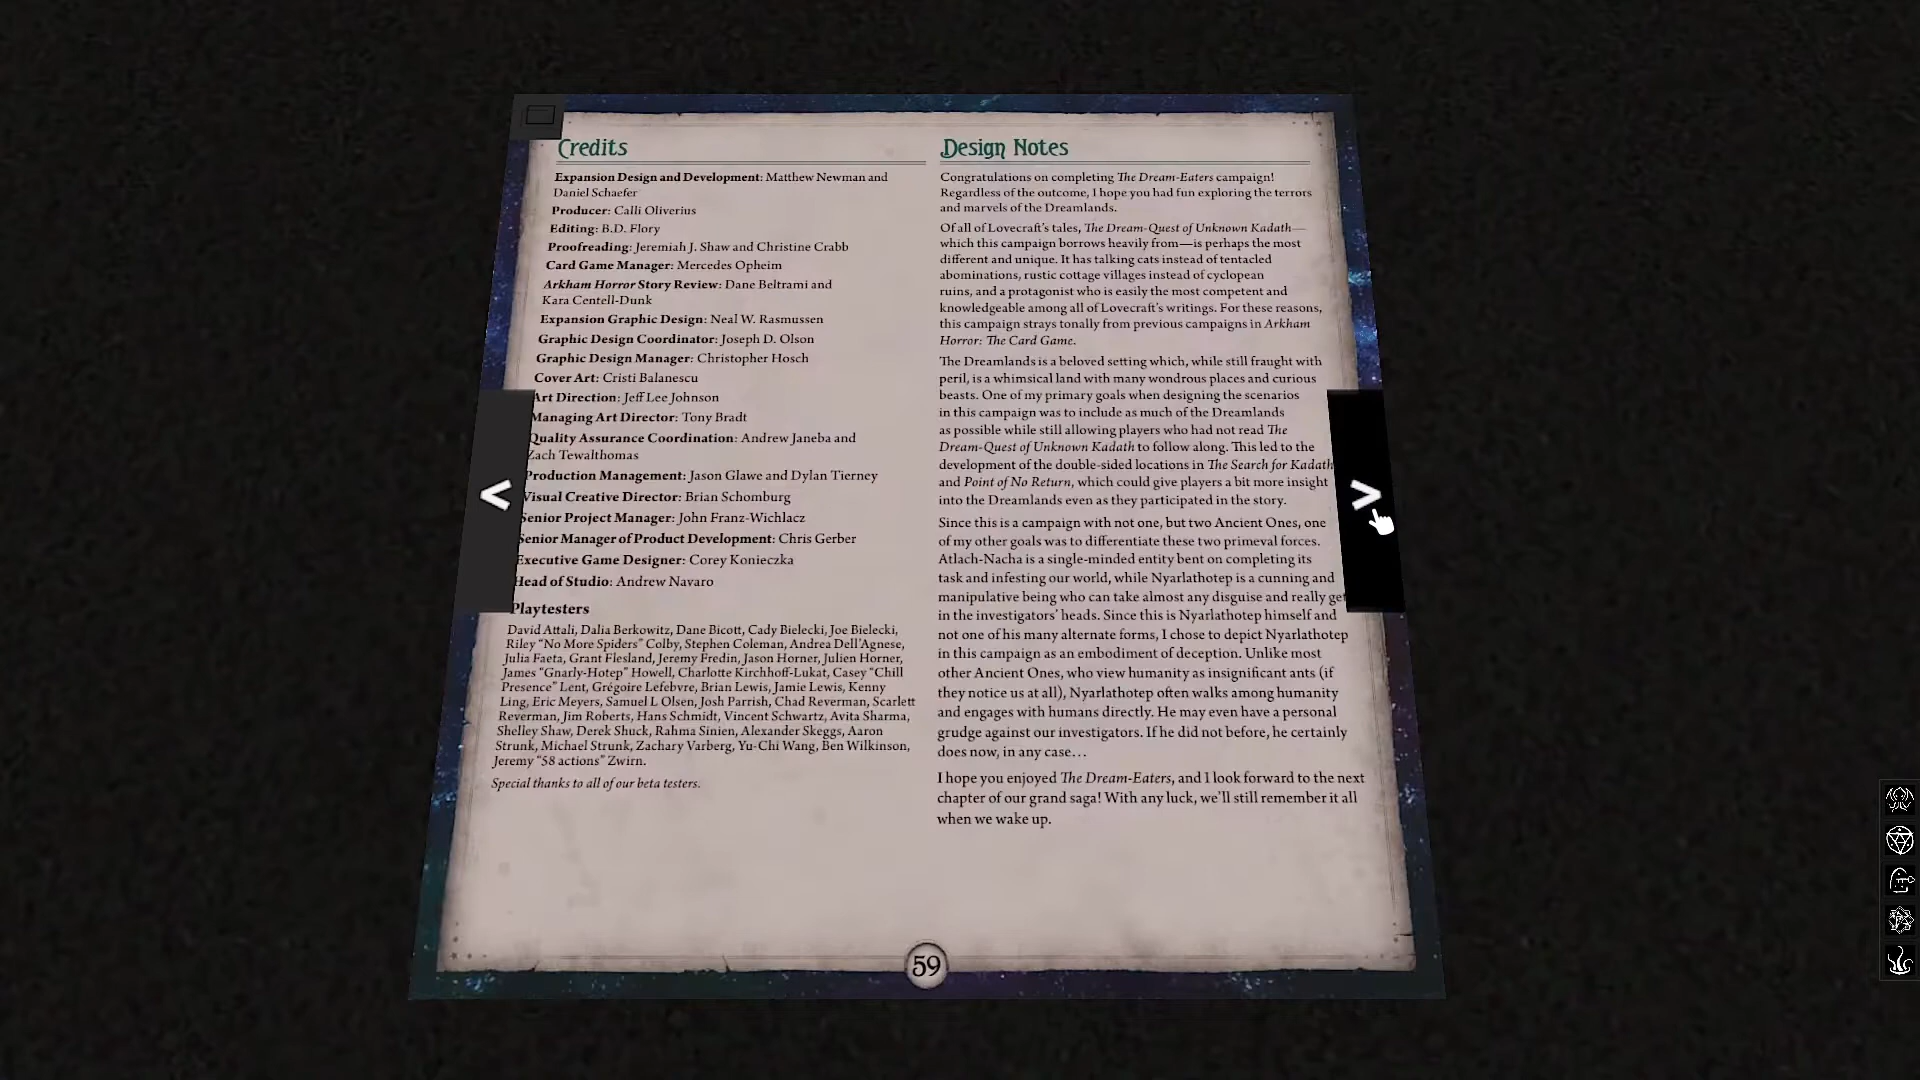 Credits
Expansion Design and Development: Matthew Newman and
Daniel Schaefer
Producer: Calli Oliverius
Editing: B.D. Flory
Proofreading: Jeremiah J. Shaw and Christine Crabb
Card Game Manager: Mercedes Opheim
Arkham Horror Story Review: Dane Beltrami and
Kara Centell-Dunk
Expansion Graphic Design: Neal W. Rasmussen
Graphic Design Coordinator: Joseph D. Olson
Graphic Design Manager: Christopher Hosch
Cover Art: Cristi Balanescu
Art Direction: Jeff Lee Johnson
Managing Art Director: Tony Bradt
Quality Assurance Coordination: Andrew Janeba and
Zach Tewalthomas
Production Management: Jason Glawe and Dylan Tierney
Visual Creative Director: Brian Schomburg
Senior Project Manager: John Franz-Wichlacz
Senior Manager of Product Development: Chris Gerber
Executive Game Designer: Corey Konieczka
Head of Studio: Andrew Navaro
Playtesters
David Attali, Dalia Berkowitz, Dane Bicott, Cady Bielecki, Joe Bielecki,
Riley “No More Spiders” Colby, Stephen Coleman, Andrea Dell’Agnese,
Julia Faeta, Grant Flesland, Jeremy Fredin, Jason Horner, Julien Horner,
James “Gnarly-Hotep” Howell, Charlotte Kirchhoff-Lukat, Casey “Chill
Presence” Lent, Grégoire Lefebvre, Brian Lewis, Jamie Lewis, Kenny
Ling, Eric Meyers, Samuel L Olsen, Josh Parrish, Chad Reverman, Scarlett
Reverman, Jim Roberts, Hans Schmidt, Vincent Schwartz, Avita Sharma,
Shelley Shaw, Derek Shuck, Rahma Sinien, Alexander Skeggs, Aaron
Strunk, Michael Strunk, Zachary Varberg, Yu-Chi Wang, Ben Wilkinson,
Jeremy “58 actions” Zwirn.
Special thanks to all of our beta testers.
Design Notes
Congratulations on completing The Dream-Eaters campaign!
Regardless of the outcome, I hope you had fun exploring the terrors
and marvels of the Dreamlands.
Of all of Lovecraft’s tales, The Dream-Quest of Unknown Kadath—
which this campaign borrows heavily from—is perhaps the most
different and unique. It has talking cats instead of tentacled
abominations, rustic cottage villages instead of cyclopean
ruins, and a protagonist who is easily the most competent and
knowledgeable among all of Lovecraft’s writings. For these reasons,
this campaign strays tonally from previous campaigns in Arkham
Horror: The Card Game.
The Dreamlands is a beloved setting which, while still fraught with
peril, is a whimsical land with many wondrous places and curious
beasts. One of my primary goals when designing the scenarios
in this campaign was to include as much of the Dreamlands
as possible while still allowing players who had not read The
Dream-Quest of Unknown Kadath to follow along. This led to the
development of the double-sided locations in The Search for Kadath
and Point of No Return, which could give players a bit more insight
into the Dreamlands even as they participated in the story.
Since this is a campaign with not one, but two Ancient Ones, one
of my other goals was to differentiate these two primeval forces.
Atlach-Nacha is a single-minded entity bent on completing its
task and infesting our world, while Nyarlathotep is a cunning and
manipulative being who can take almost any disguise and really get
in the investigators’ heads. Since this is Nyarlathotep himself and
not one of his many alternate forms, I chose to depict Nyarlathotep
in this campaign as an embodiment of deception. Unlike most
other Ancient Ones, who view humanity as insignificant ants (if
they notice us at all), Nyarlathotep often walks among humanity
and engages with humans directly. He may even have a personal
grudge against our investigators. If he did not before, he certainly
does now, in any case…
I hope you enjoyed The Dream-Eaters, and I look forward to the next
chapter of our grand saga! With any luck, we’ll still remember it all
when we wake up.
< >
59